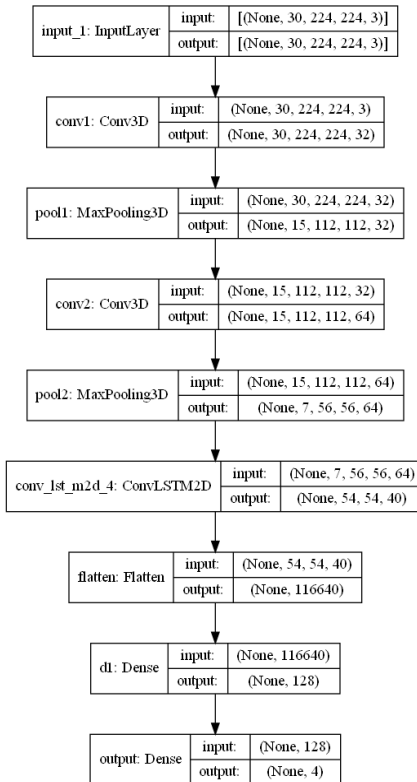 input_1: InputLayer
input: [(None, 30, 224, 224, 3)]
output: [(None, 30, 224, 224, 3)]
conv1: Conv3D
input: (None, 30, 224, 224, 3)
output: (None, 30, 224, 224, 32)
pool1: MaxPooling3D
input: (None, 30, 224, 224, 32)
output: (None, 15, 112, 112, 32)
conv2: Conv3D
input: (None, 15, 112, 112, 32)
output: (None, 15, 112, 112, 64)
pool2: MaxPooling3D
input: (None, 15, 112, 112, 64)
output: (None, 7, 56, 56, 64)
conv_lst_m2d_4: ConvLSTM2D
input: (None, 7, 56, 56, 64)
output: (None, 54, 54, 40)
flatten: Flatten
input: (None, 54, 54, 40)
output: (None, 116640)
d1: Dense
input: (None, 116640)
output: (None, 128)
output: Dense
input: (None, 128)
output: (None, 4)